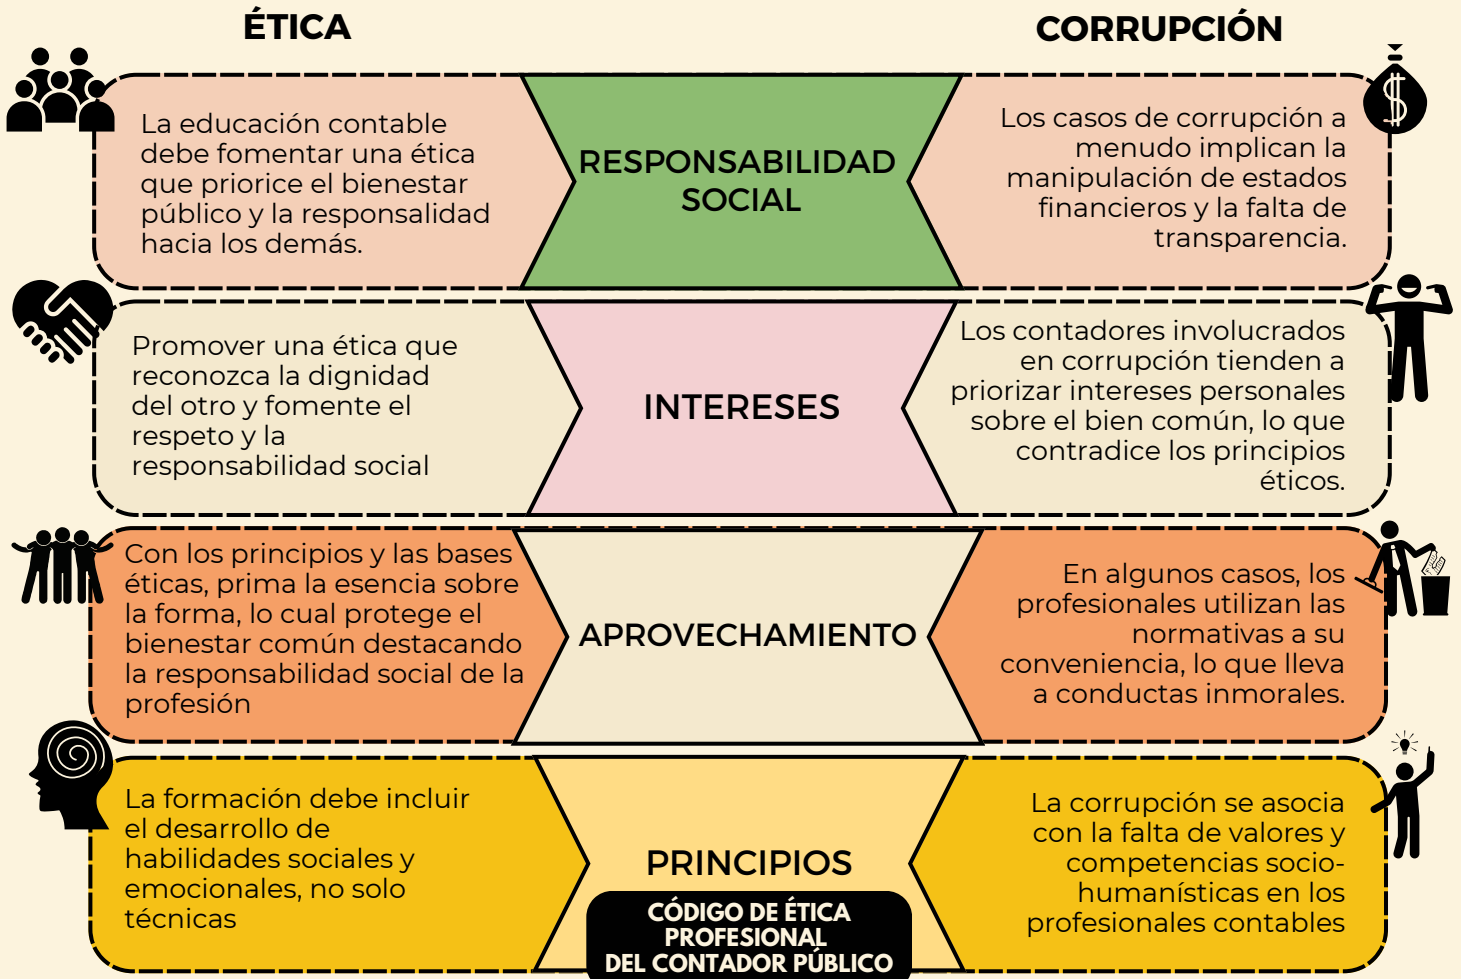 ÉTICA
CORRUPCIÓN
La educación contable
debe fomentar una ética
que priorice el bienestar
público y la responsalidad
hacia los demás.
RESPONSABILIDAD
SOCIAL
Los casos de corrupción a
menudo implican la
manipulación de estados
financieros y la falta de
transparencia.
$
Promover una ética que
reconozca la dignidad
del otro y fomente el
respeto y la
responsabilidad social
INTERESES
Los contadores involucrados
en corrupción tienden a
priorizar intereses personales
sobre el bien común, lo que
contradice los principios
éticos.
Con los principios y las bases
éticas, prima la esencia sobre
la forma, lo cual protege el
bienestar común destacando
la responsabilidad social de la
profesión
APROVECHAMIENTO
En algunos casos, los
profesionales utilizan las
normativas a su
conveniencia, lo que lleva
a conductas inmorales.
La formación debe incluir
el desarrollo de
habilidades sociales y
emocionales, no solo
técnicas
PRINCIPIOS
CÓDIGO DE ÉTICA
PROFESIONAL
DEL CONTADOR PÚBLICO
La corrupción se asocia
con la falta de valores y
competencias socio-
humanísticas en los
profesionales contables